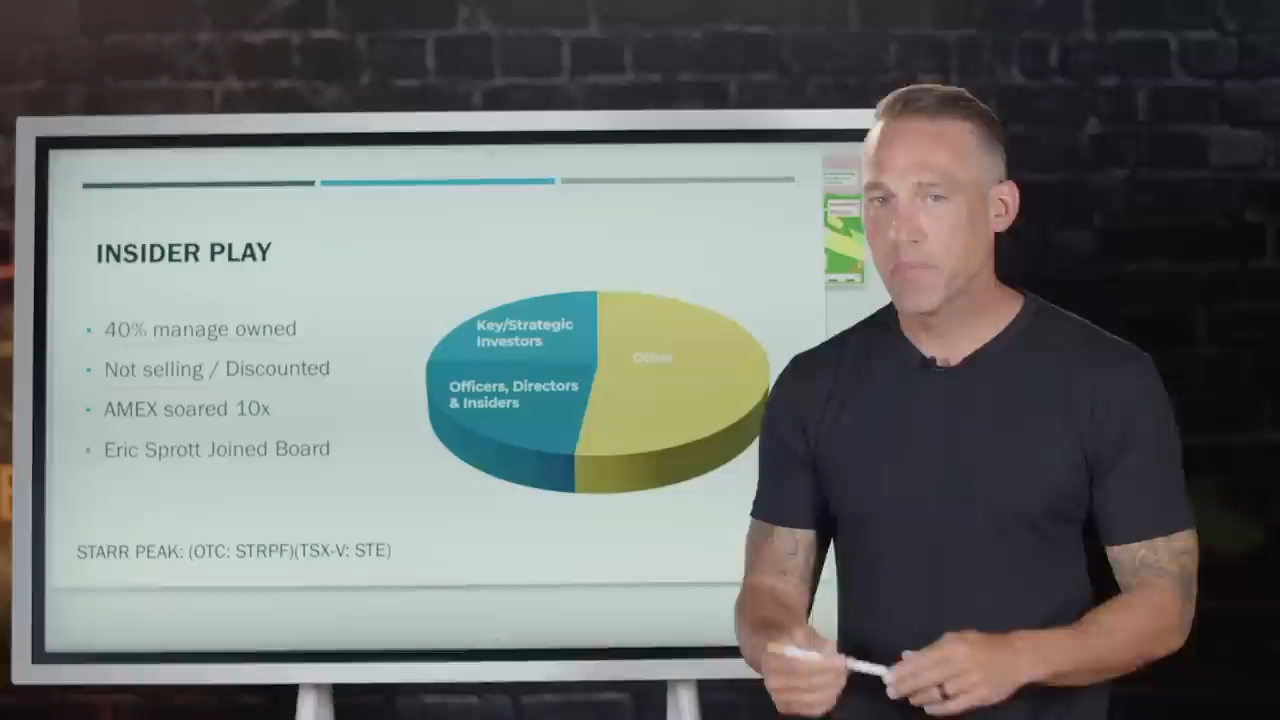 INSIDER PLAY
40% manage owned
Not selling / Discounted
AMEX soared 10x
Eric Sprott Joined Board
Key/Strategic
Investors
Officers, Directors
& Insiders
Other
STARR PEAK: (OTC: STRPF)(TSX-V: STE)